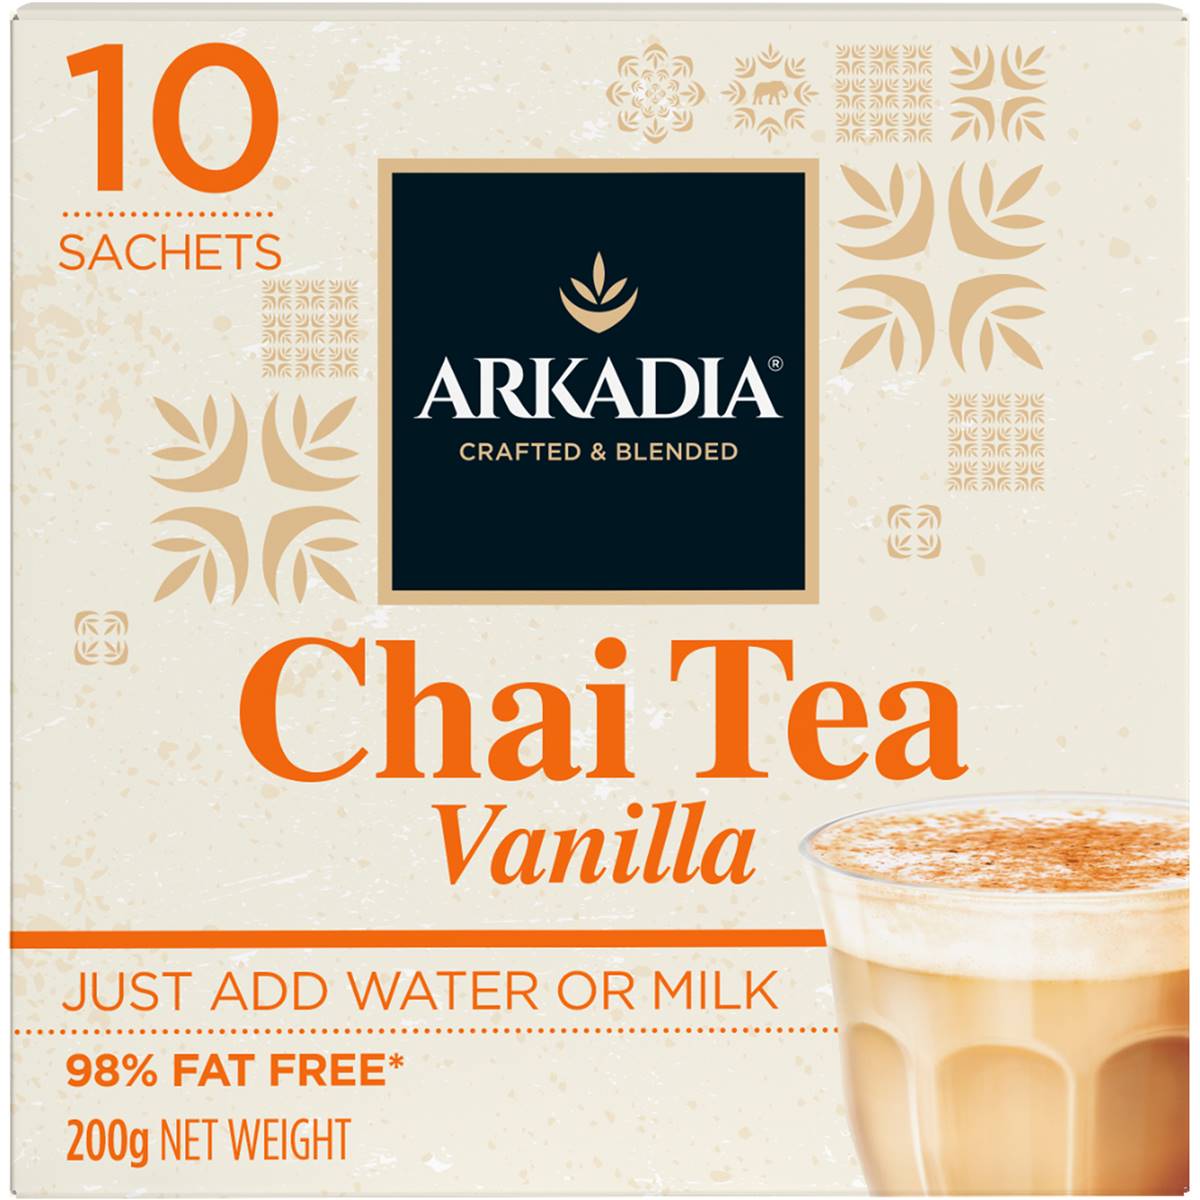 10
SACHETS
ARKADIA®
CRAFTED & BLENDED
Chai Tea
Vanilla
JUST ADD WATER OR MILK
98% FAT FREE*
200g NET WEIGHT